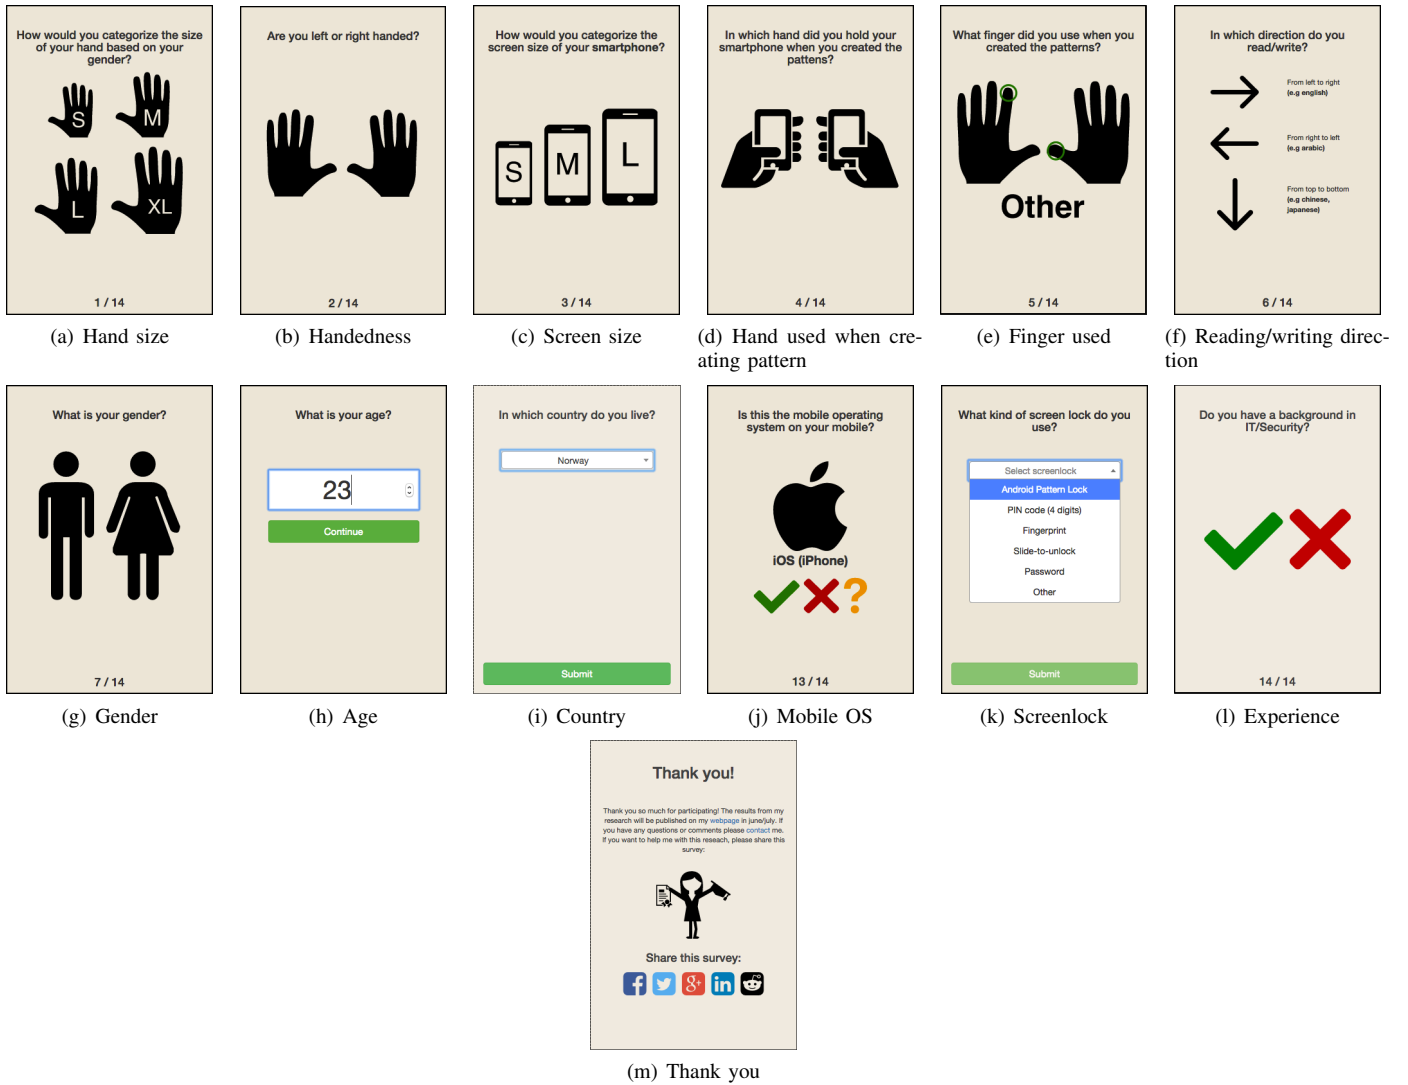 How would you categorize the size
of your hand based on your
gender?
S
M
L
XL
1 / 14
(a) Hand size
Are you left or right handed?
2 / 14
(b) Handedness
How would you categorize the
screen size of your smartphone?
S
M
L
3 / 14
(c) Screen size
In which hand did you hold your
smartphone when you created the
pattens?
4 / 14
(d) Hand used when cre-
ating pattern
What finger did you use when you
created the patterns?
Other
5 / 14
(e) Finger used
In which direction do you
read/write?
From left to right
(e.g english)
From right to left
(e.g arabic)
From top to bottom
(e.g chinese,
japanese)
6 / 14
(f) Reading/writing direc-
tion
What is your gender?
7 / 14
(g) Gender
What is your age?
23
Continue
(h) Age
In which country do you live?
Norway
Submit
(i) Country
Is this the mobile operating
system on your mobile?
iOS (iPhone)
?
13 / 14
(j) Mobile OS
What kind of screen lock do you
use?
Select screenlock
Android Pattern Lock
PIN code (4 digits)
Fingerprint
Slide-to-unlock
Password
Other
Submit
(k) Screenlock
Do you have a background in
IT/Security?
14 / 14
(l) Experience
Thank you!
Thank you so much for participating! The results from my
research will be published on my webpage in june/july. If
you have any questions or comments please contact me.
If you want to help me with this reseach, please share this
survey:
Share this survey:
f
g+
in
(m) Thank you